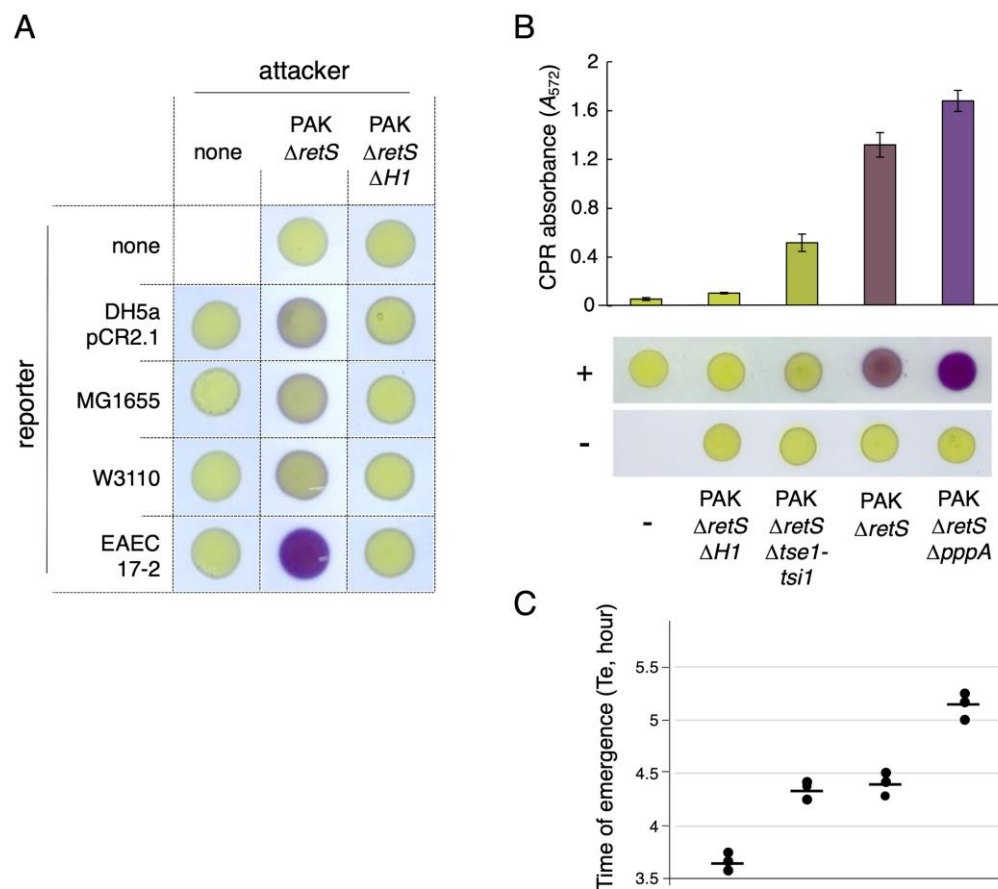 A
attacker
none
PAK
ΔretS
PAK
ΔretS
ΔH1
reporter
none
DH5a
pCR2.1
MG1655
W3110
EAEC
17-2
B
CPR absorbance (A572)
2
1.6
1.2
0.8
0.4
0
+
-
-
PAK
ΔretS
ΔH1
PAK
ΔretS
Δtse1-
tsi1
PAK
ΔretS
PAK
ΔretS
ΔpppA
C
Time of emergence (Te, hour)
5.5
5
4.5
4
3.5